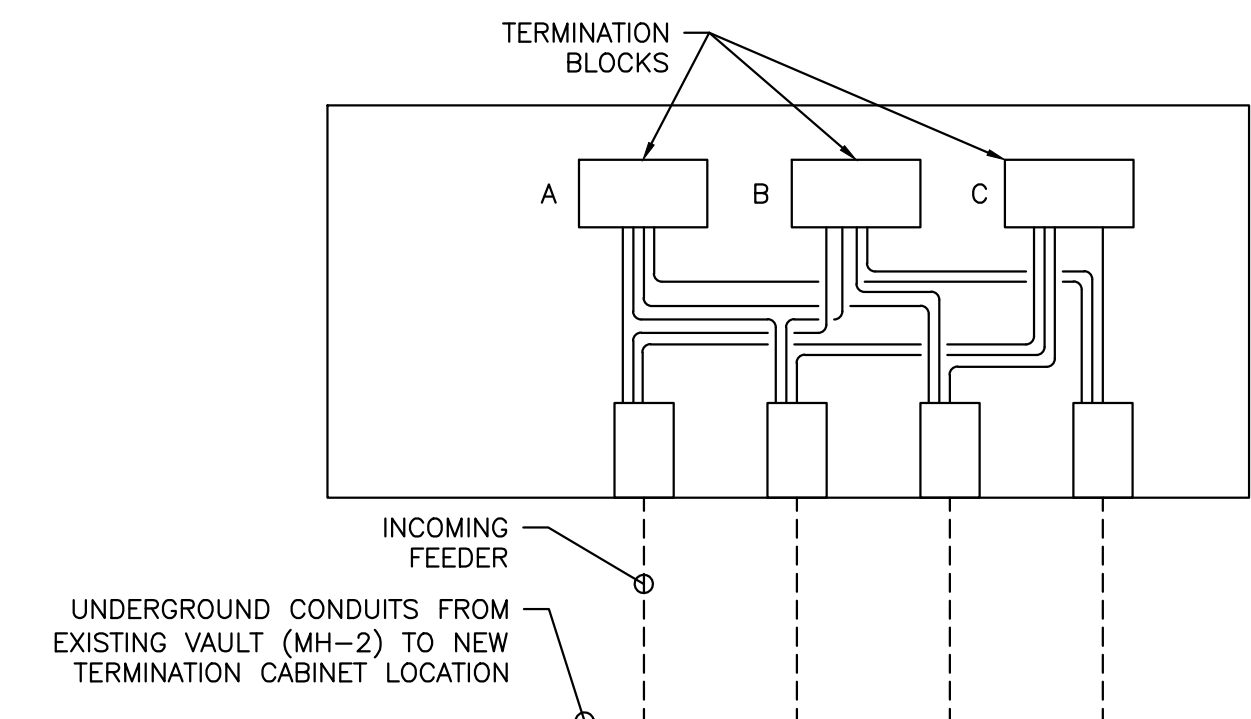 TERMINATION
BLOCKS
A
B
C
INCOMING
FEEDER
UNDERGROUND CONDUITS FROM
EXISTING VAULT (MH-2) TO NEW
TERMINATION CABINET LOCATION